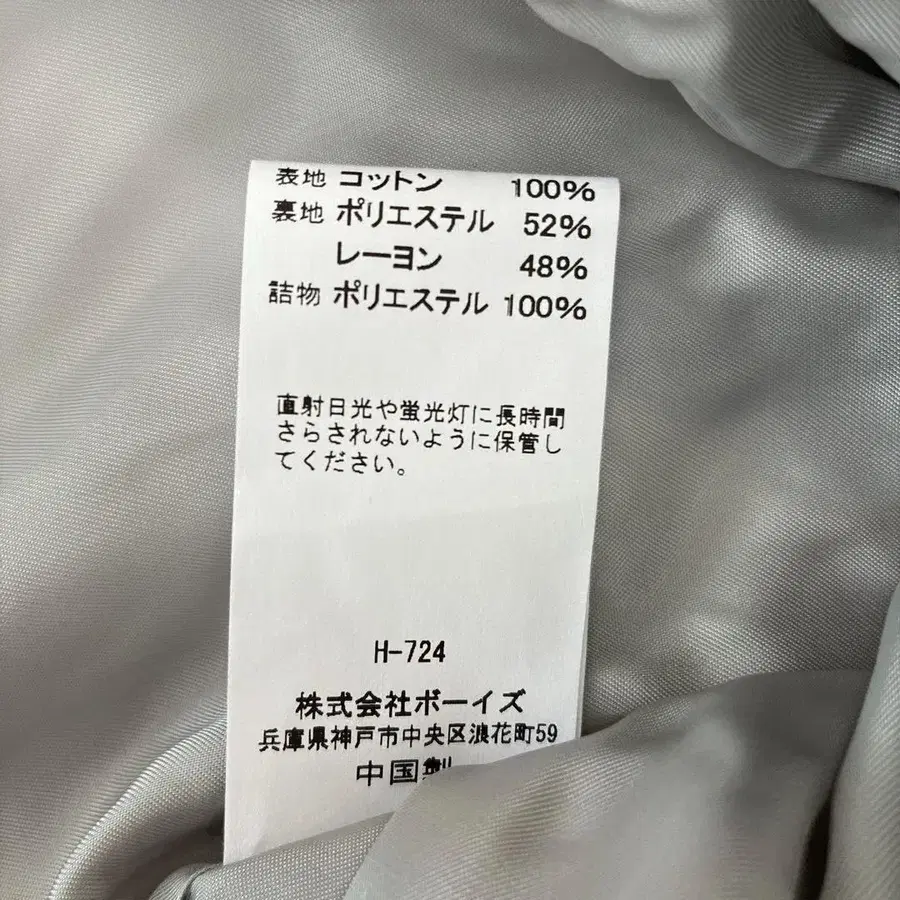 表地 コットン 100%
裏地 ポリエステル 52%
レーヨン 48%
詰物 ポリエステル 100%
直射日光や蛍光灯に長時間
さらされないように保管し
てください。
H-724
株式会社ボーイズ
兵庫県神戸市中央区浪花町59
中国製